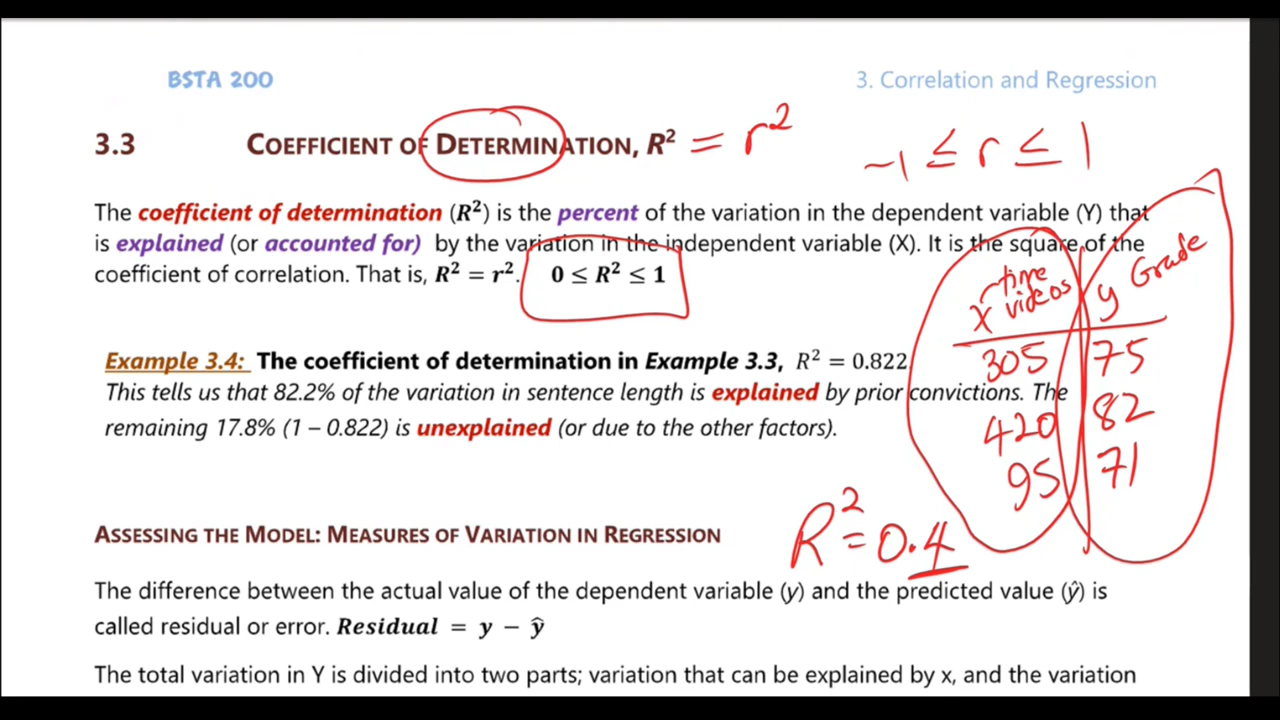 BSTA 200
3. Correlation and Regression
3.3 COEFFICIENT OF DETERMINATION, R² = r²
-1 ≤ r ≤ 1
The coefficient of determination (R²) is the percent of the variation in the dependent variable (Y) that
is explained (or accounted for) by the variation in the independent variable (X). It is the square of the
coefficient of correlation. That is, R² = r². 0 ≤ R² ≤ 1
x time videos
y Grade
305 75
420 82
95 71
Example 3.4: The coefficient of determination in Example 3.3, R² = 0.822
This tells us that 82.2% of the variation in sentence length is explained by prior convictions. The
remaining 17.8% (1 – 0.822) is unexplained (or due to the other factors).
R² = 0.4
ASSESSING THE MODEL: MEASURES OF VARIATION IN REGRESSION
The difference between the actual value of the dependent variable (y) and the predicted value (ŷ) is
called residual or error. Residual = y − ŷ
The total variation in Y is divided into two parts; variation that can be explained by x, and the variation